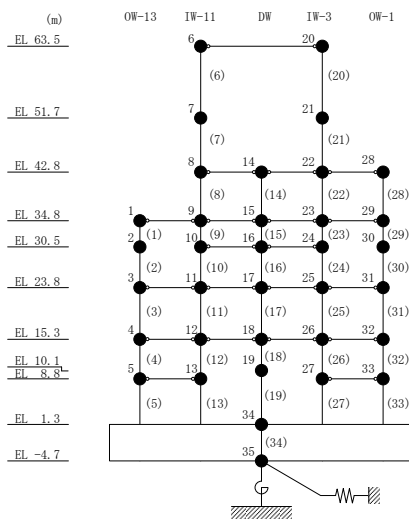 (m) OW-13 IW-11 DW IW-3 OW-1
EL 63.5 6 20
(6) (20)
EL 51.7 7 21
(7) (21)
EL 42.8 8 14 22 28
(8) (14) (22) (28)
EL 34.8 1 9 15 23 29
(1) (9) (15) (23) (29)
EL 30.5 2 10 16 24 30
(2) (10) (16) (24) (30)
EL 23.8 3 11 17 25 31
(3) (11) (17) (25) (31)
EL 15.3 4 12 18 26 32
(4) (12) (18) (26) (32)
EL 10.1 19
EL 8.8 5 13 27 33
(5) (13) (19) (27) (33)
EL 1.3 34
(34)
EL -4.7 35